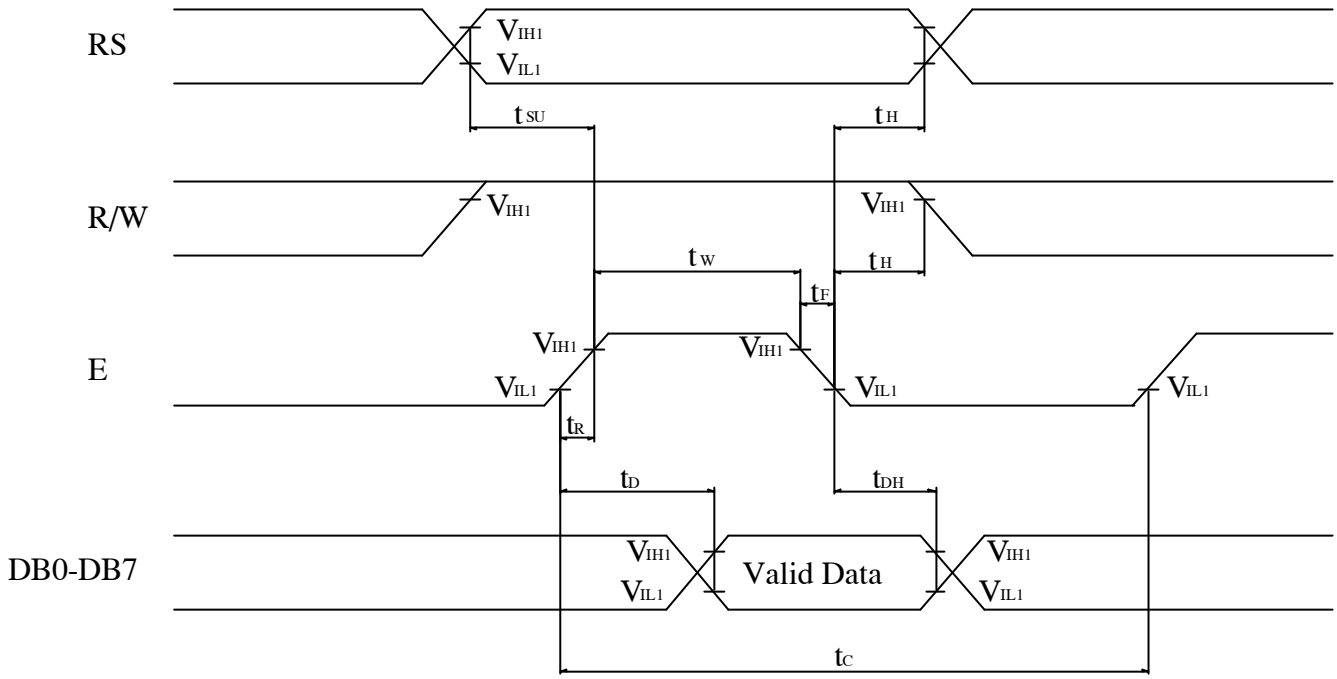 RS
VIH1
VIL1
tSU
tH
R/W
VIH1
VIH1
tW
tH
tF
E
VIH1
VIH1
VIL1
VIL1
VIL1
tR
tD
tDH
DB0-DB7
VIH1
Valid Data
VIH1
VIL1
VIL1
tC